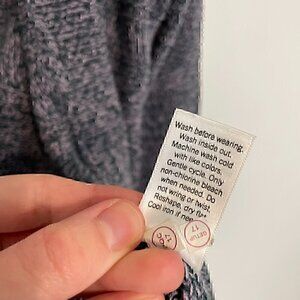 Wash before wearing.
Wash inside out.
Machine wash cold
with like colors.
Gentle cycle. Only
non-chlorine bleach
when needed. Do
not wring or twist.
Reshape, dry
Cool iron if
17